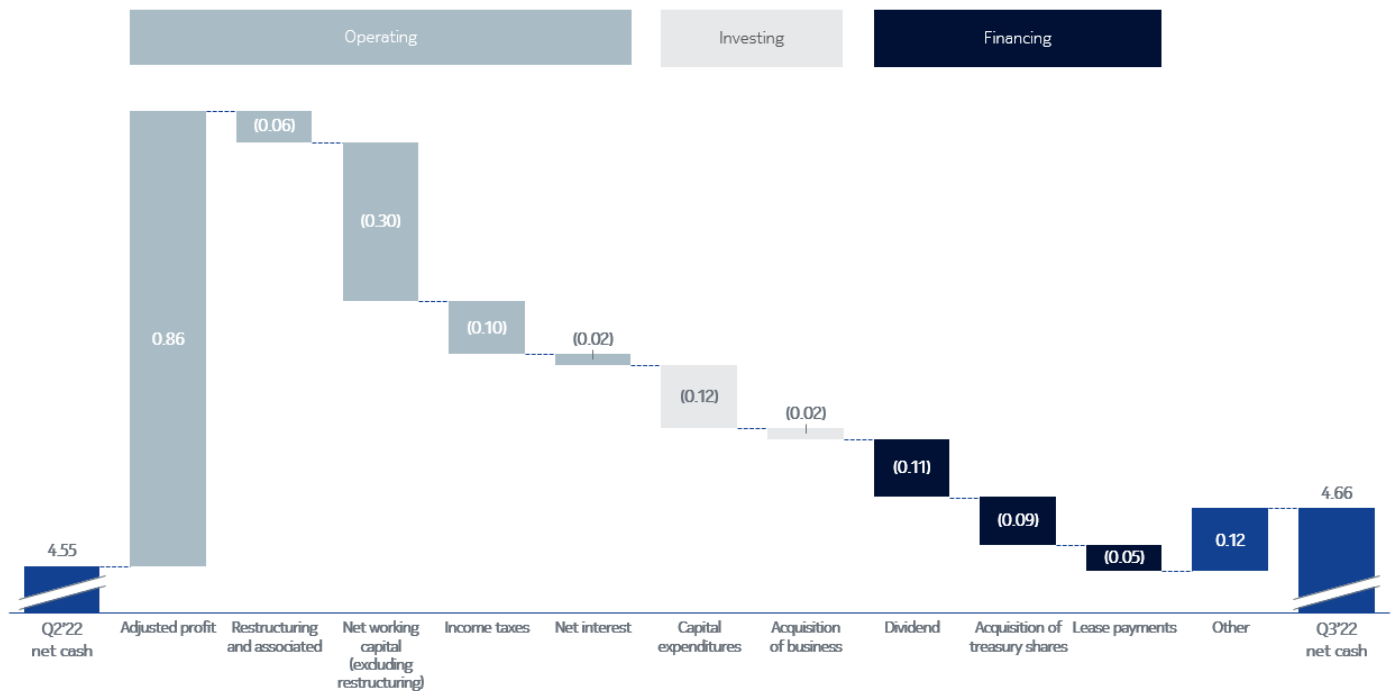 Operating
Investing
Financing
(0.06)
(0.30)
0.86
(0.10)
(0.02)
(0.12)
(0.02)
(0.11)
(0.09)
(0.05)
0.12
4.55
4.66
Q2'22
net cash
Adjusted profit
Restructuring
and associated
Net working
capital
(excluding
restructuring)
Income taxes
Net interest
Capital
expenditures
Acquisition
of business
Dividend
Acquisition of
treasury shares
Lease payments
Other
Q3'22
net cash